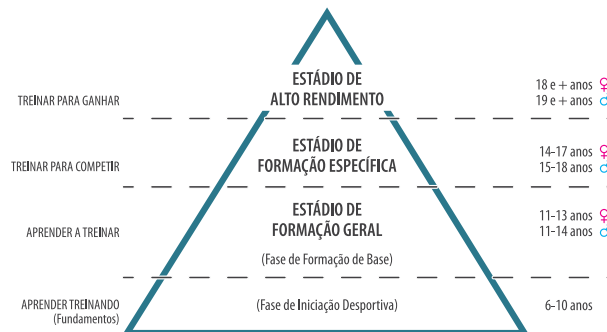 ESTÁDIO DE
ALTO RENDIMENTO
TREINAR PARA GANHAR
18 e + anos ♀
19 e + anos ♂
ESTÁDIO DE
FORMAÇÃO ESPECÍFICA
TREINAR PARA COMPETIR
14-17 anos ♀
15-18 anos ♂
ESTÁDIO DE
FORMAÇÃO GERAL
(Fase de Formação de Base)
APRENDER A TREINAR
11-13 anos ♀
11-14 anos ♂
APRENDER TREINANDO
(Fundamentos)
(Fase de Iniciação Desportiva)
6-10 anos